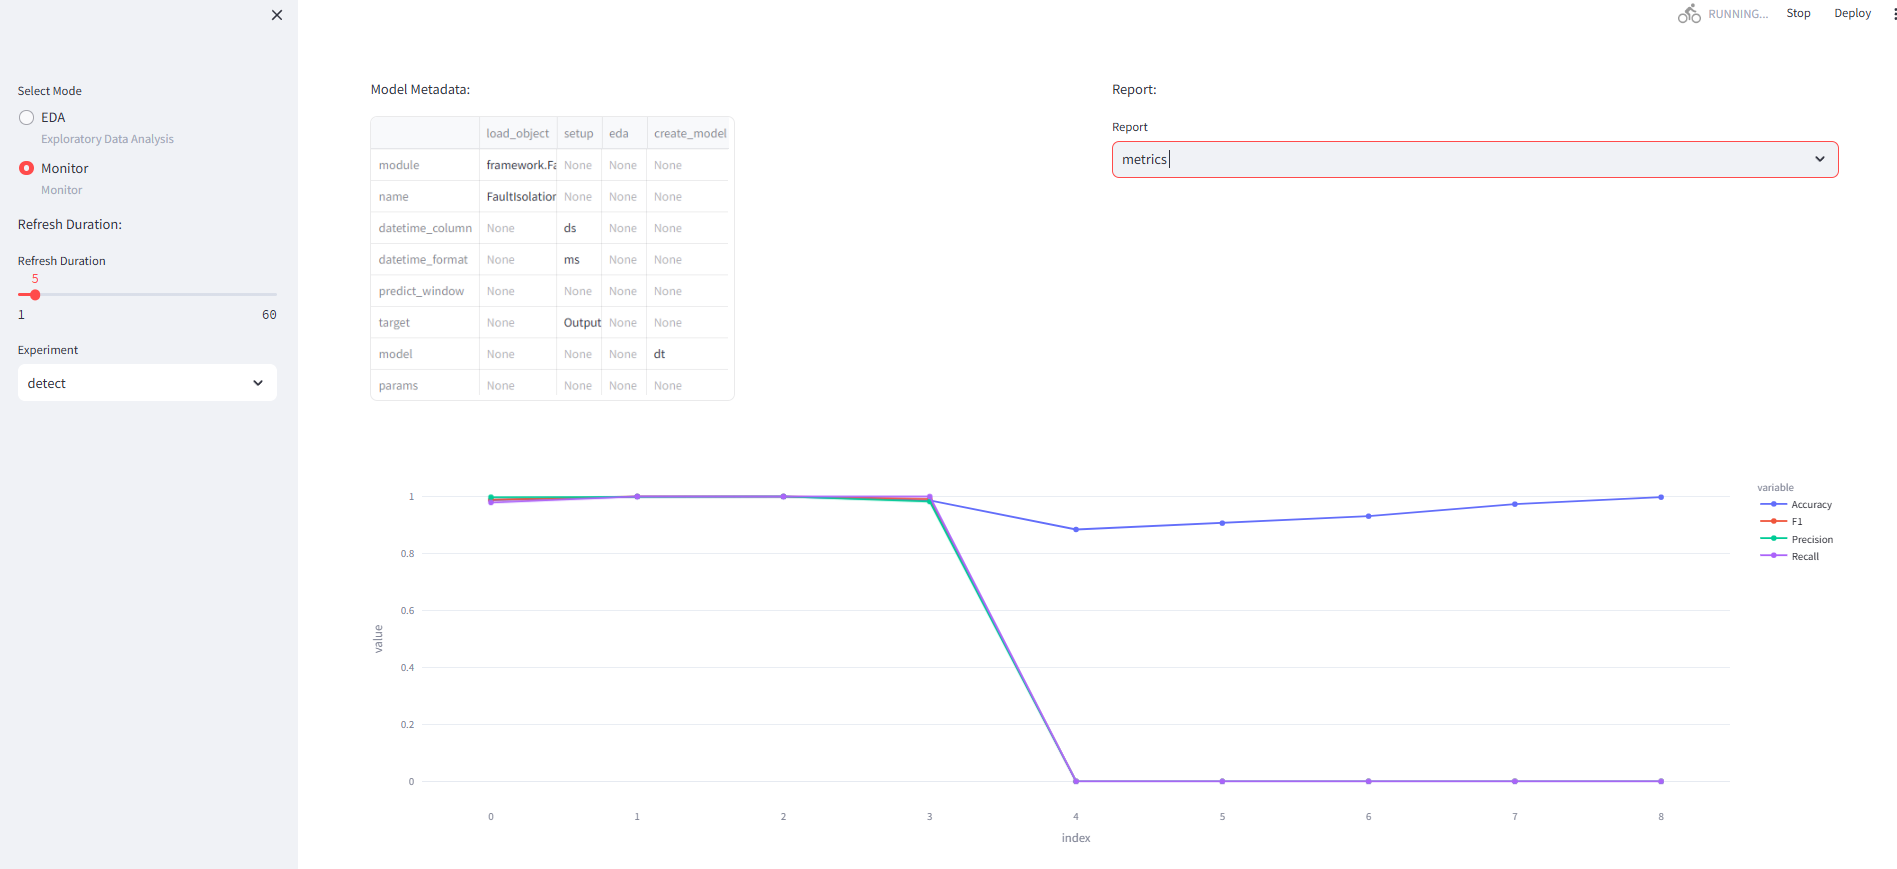 RUNNING...
Stop
Deploy
Select Mode
EDA
Exploratory Data Analysis
Monitor
Monitor
Refresh Duration:
Refresh Duration
5
1
60
Experiment
detect
Model Metadata:
load_object setup eda create_model
module framework.Fa None None None
name FaultIsolation None None None
datetime_column None ds None None
datetime_format None ms None None
predict_window None None None None
target None Output None None
model None None None dt
params None None None None
Report:
Report
metrics
value
1
0.8
0.6
0.4
0.2
0
0 1 2 3 4 5 6 7 8
index
variable
Accuracy
F1
Precision
Recall